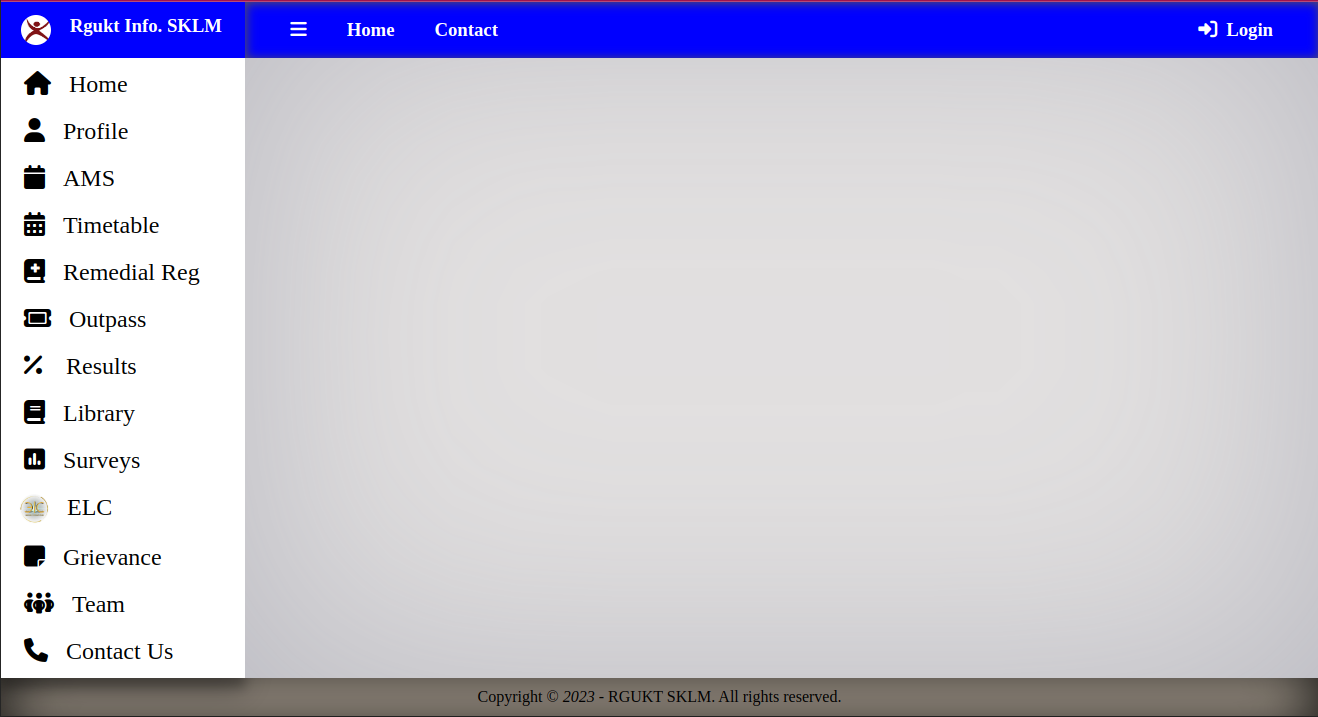 Rgukt Info. SKLM
Home Contact Login
Home
Profile
AMS
Timetable
Remedial Reg
Outpass
Results
Library
Surveys
ELC
Grievance
Team
Contact Us
Copyright © 2023 - RGUKT SKLM. All rights reserved.